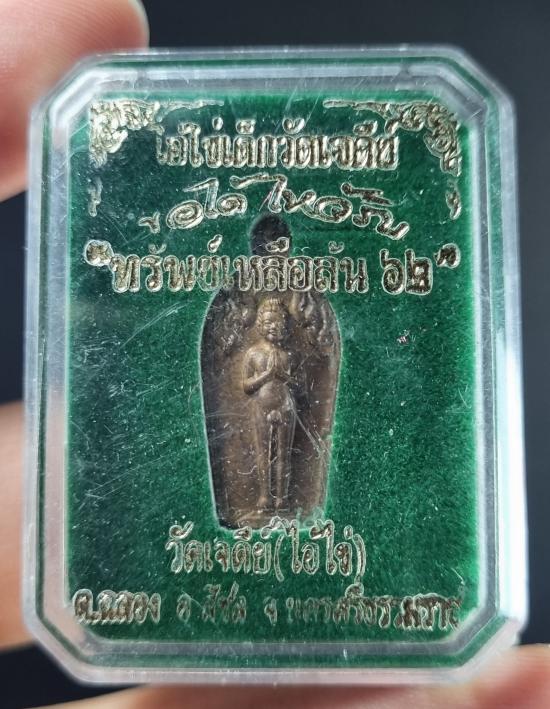 ไอ้ไข่เด็กวัดเจดีย์
ขอได้ ไหว้รับ
"ทรัพย์เหลือล้น ๖๒"
วัดเจดีย์ (ไอ้ไข่)
ต.ฉลอง อ.สิชล จ.นครศรีธรรมราช